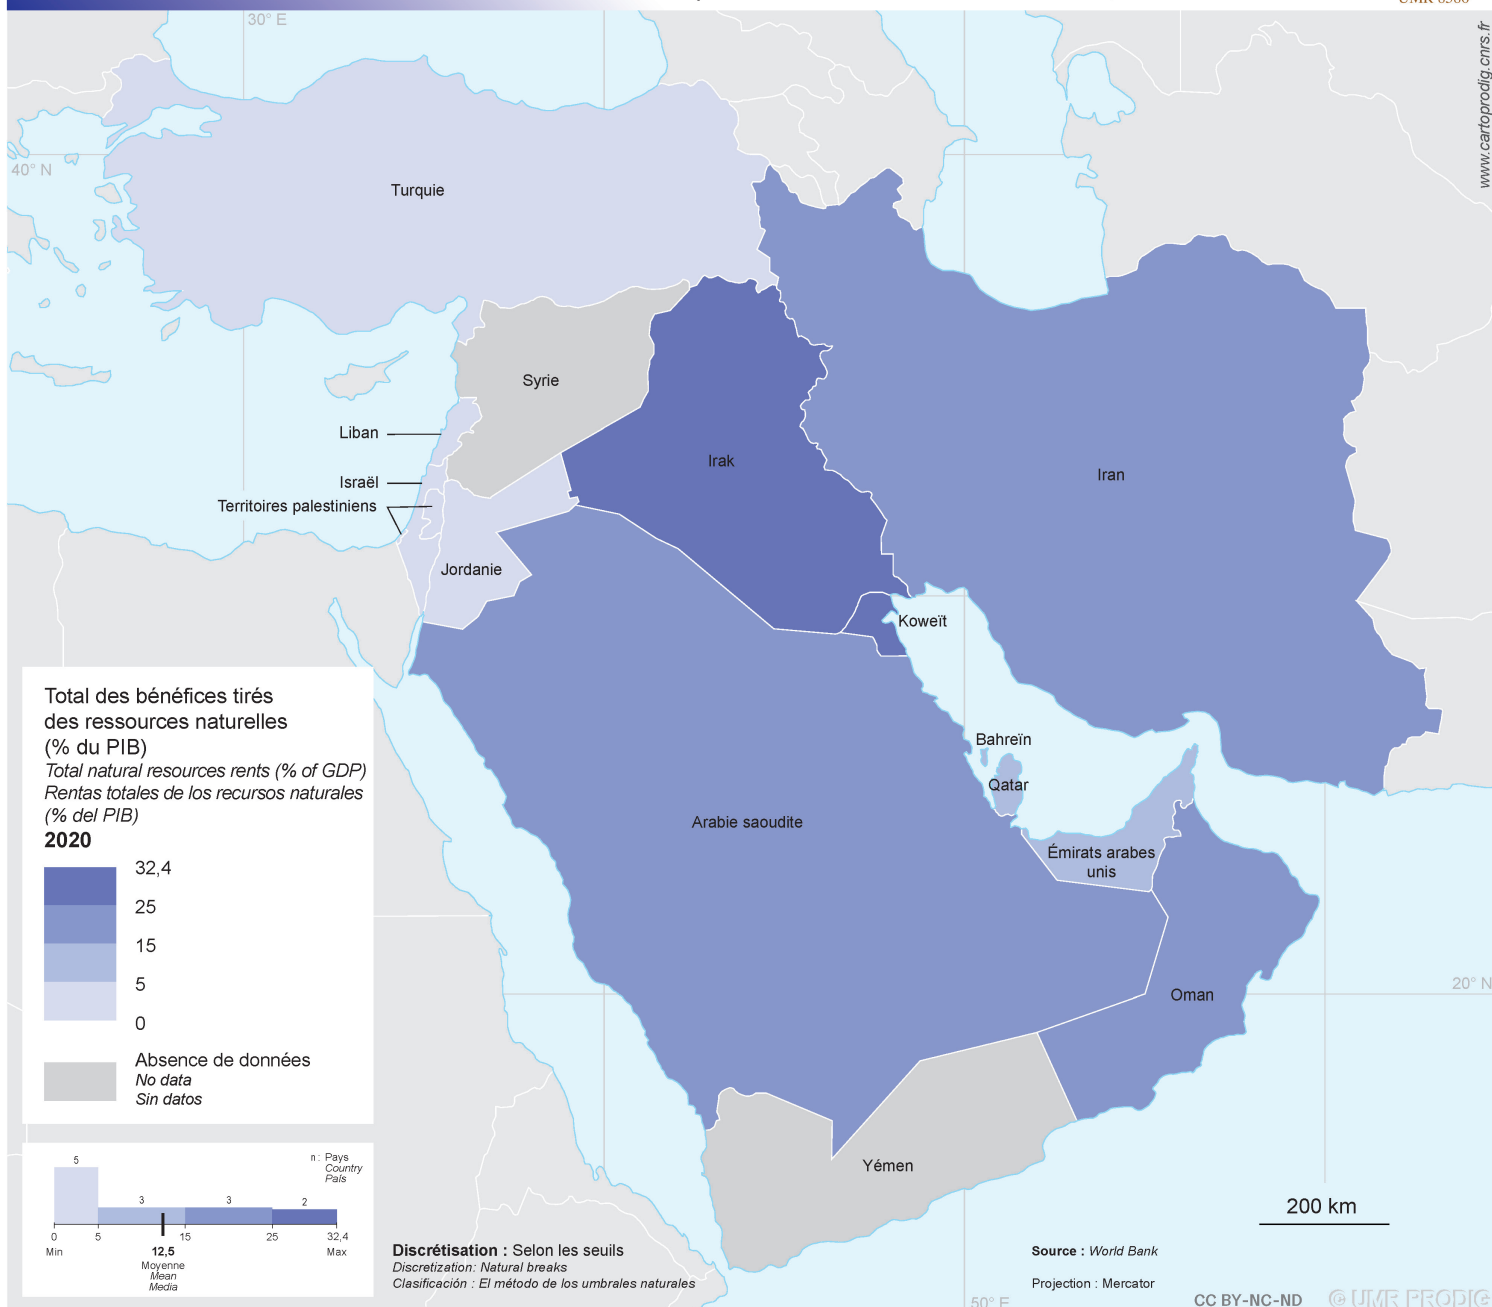 30° E
www.cartoprodig.cnrs.fr
40° N
Turquie
Syrie
Liban
Irak
Iran
Israël
Territoires palestiniens
Jordanie
Koweït
Bahreïn
Qatar
Arabie saoudite
Émirats arabes
unis
Oman
20° N
Yémen
Total des bénéfices tirés
des ressources naturelles
(% du PIB)
Total natural resources rents (% of GDP)
Rentas totales de los recursos naturales
(% del PIB)
2020
32,4
25
15
5
0
Absence de données
No data
Sin datos
5
3
3
2
n : Pays
Country
País
0
5
15
25
32,4
Min
12,5
Max
Moyenne
Mean
Media
Discrétisation : Selon les seuils
Discretization: Natural breaks
Clasificación : El método de los umbrales naturales
200 km
Source : World Bank
Projection : Mercator
50° E
CC BY-NC-ND
© UMR PRODIG